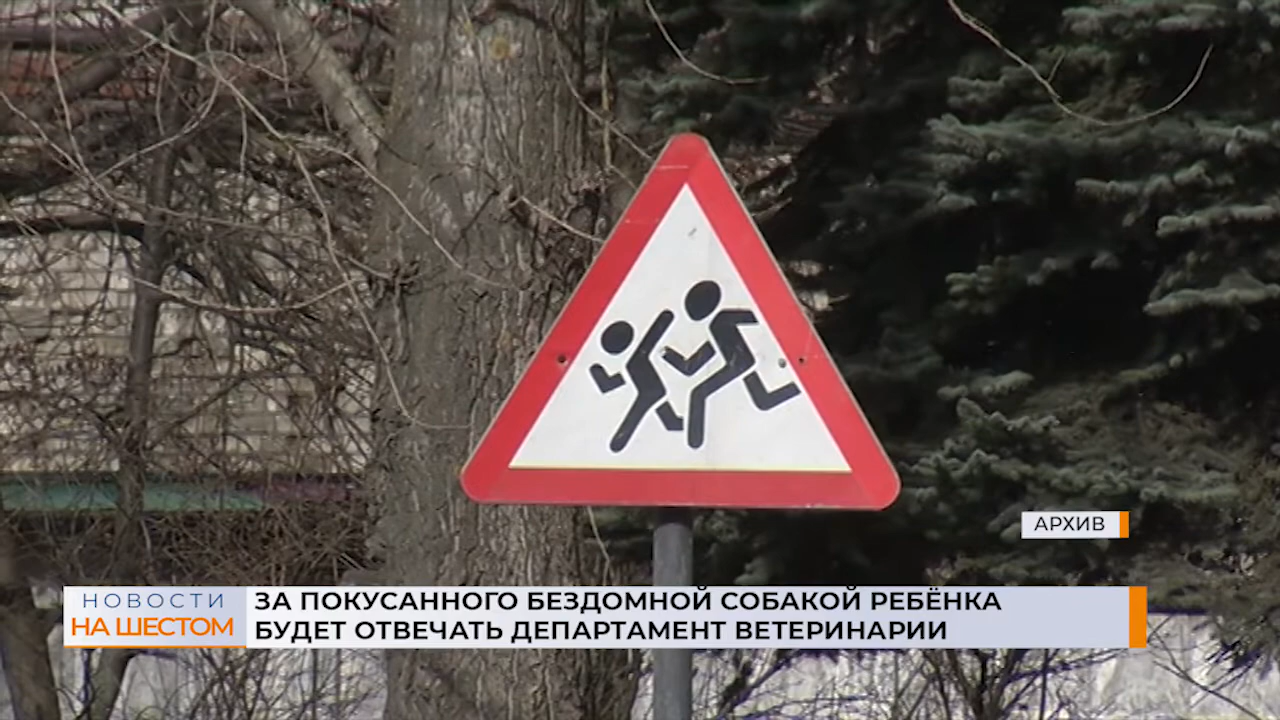 АРХИВ
НОВОСТИ
НА ШЕСТОМ
ЗА ПОКУСАННОГО БЕЗДОМНОЙ СОБАКОЙ РЕБЁНКА
БУДЕТ ОТВЕЧАТЬ ДЕПАРТАМЕНТ ВЕТЕРИНАРИИ